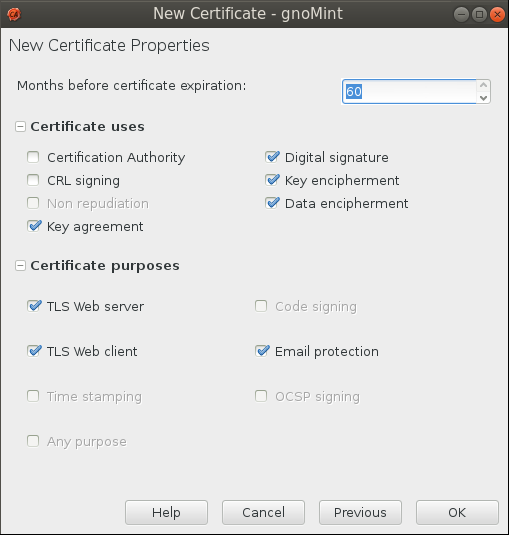 New Certificate - gnoMint
New Certificate Properties
Months before certificate expiration: 60
Certificate uses
Certification Authority Digital signature
CRL signing Key encipherment
Non repudiation Data encipherment
Key agreement
Certificate purposes
TLS Web server Code signing
TLS Web client Email protection
Time stamping OCSP signing
Any purpose
Help Cancel Previous OK